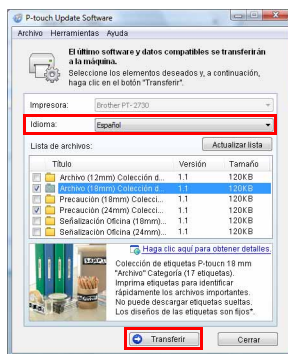 P-touch Update Software
Archivo Herramientas Ayuda
El último software y datos compatibles se transferirán
a la máquina.
Seleccione los elementos deseados y, a continuación,
haga clic en el botón "Transferir".
Impresora: Brother PT-2730
Idioma: Español
Lista de archivos: Actualizar lista
Título Versión Tamaño
Archivo (12mm) Colección d... 1.1 120KB
Archivo (18mm) Colección d... 1.1 120KB
Precaución (18mm) Colecci... 1.1 120KB
Precaución (24mm) Colecci... 1.1 120KB
Señalización Oficina (18mm)... 1.1 120KB
Señalización Oficina (24mm)... 1.1 120KB
Haga clic aquí para obtener detalles.
Colección de etiquetas P-toucn 18 mm
"Archivo" Categoría (17 etiquetas).
Imprima etiquetas para identificar
rápidamente los archivos importantes.
No puede descargar etiquetas sueltas.
Los diseños de las etiquetas son fijos".
Transferir Cerrar